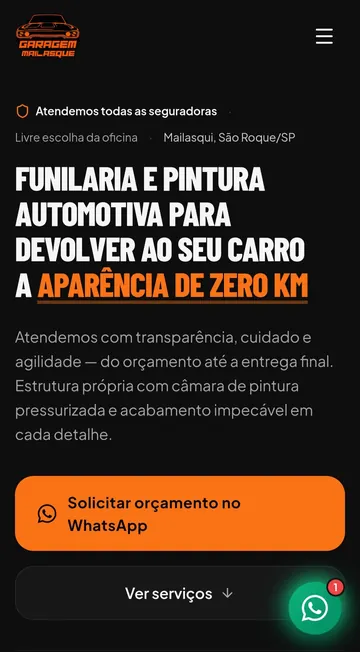 GARAGEM
MAILASQUE
Atendemos todas as seguradoras ·
Livre escolha da oficina · Mailasqui, São Roque/SP
FUNILARIA E PINTURA
AUTOMOTIVA PARA
DEVOLVER AO SEU CARRO
A APARÊNCIA DE ZERO KM
Atendemos com transparência, cuidado e
agilidade — do orçamento até a entrega final.
Estrutura própria com câmara de pintura
pressurizada e acabamento impecável em
cada detalhe.
Solicitar orçamento no
WhatsApp
Ver serviços ↓
1